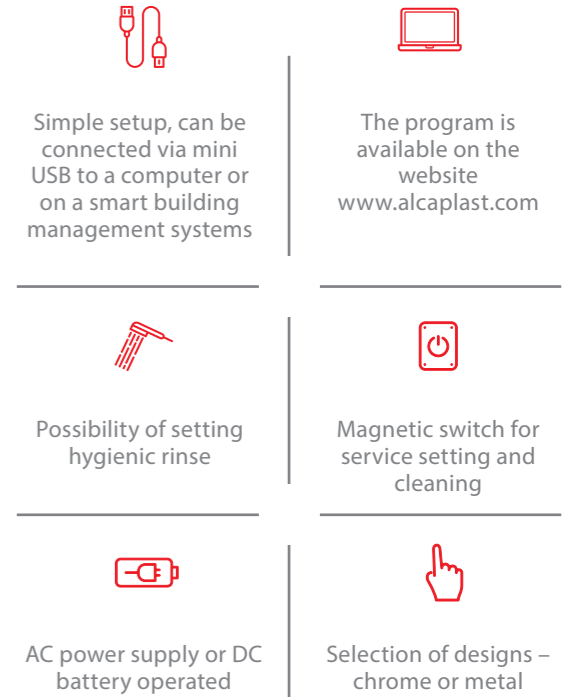 Simple setup, can be
connected via mini
USB to a computer or
on a smart building
management systems
The program is
available on the
website
www.alcaplast.com
Possibility of setting
hygienic rinse
Magnetic switch for
service setting and
cleaning
AC power supply or DC
battery operated
Selection of designs –
chrome or metal